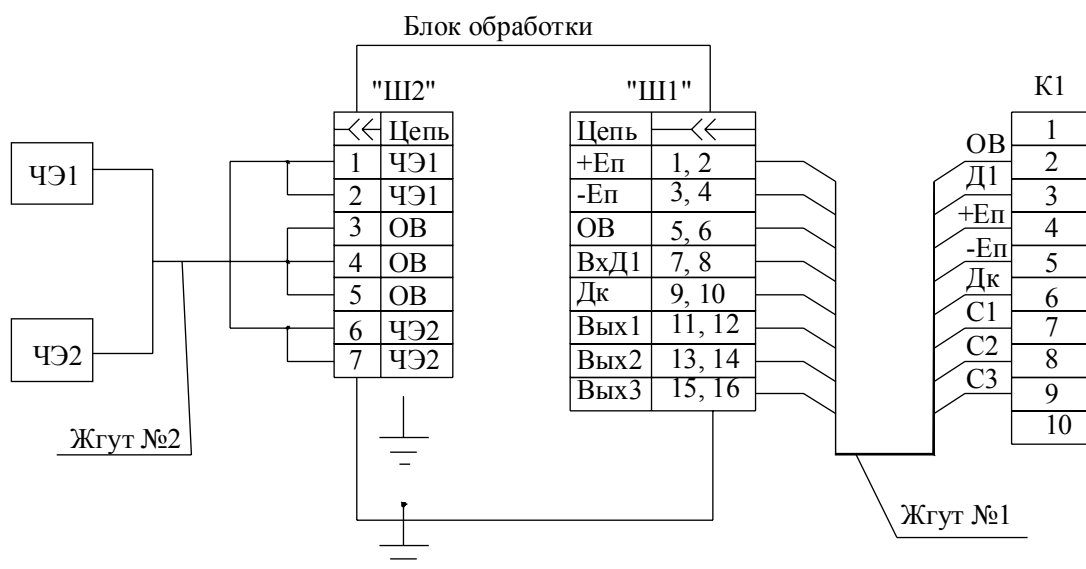 Блок обработки
"Ш2"
"Ш1"
К1
Цепь
1 ЧЭ1
2 ЧЭ1
3 ОВ
4 ОВ
5 ОВ
6 ЧЭ2
7 ЧЭ2
Цепь
+Еп 1, 2
-Еп 3, 4
ОВ 5, 6
ВхД1 7, 8
Дк 9, 10
Вых1 11, 12
Вых2 13, 14
Вых3 15, 16
1
ОВ 2
Д1 3
+Еп 4
-Еп 5
Дк 6
С1 7
С2 8
С3 9
10
ЧЭ1
ЧЭ2
Жгут №2
Жгут №1